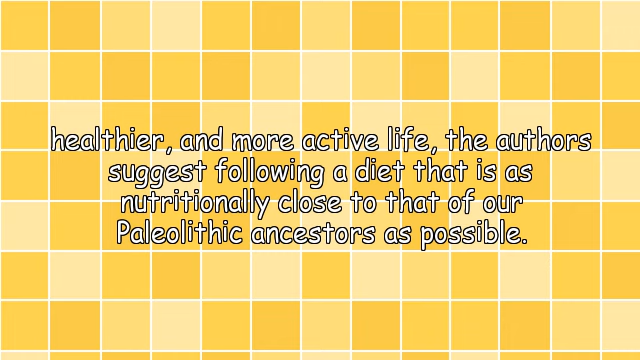 healthier, and more active life, the authors
suggest following a diet that is as
nutritionally close to that of our
Paleolithic ancestors as possible.